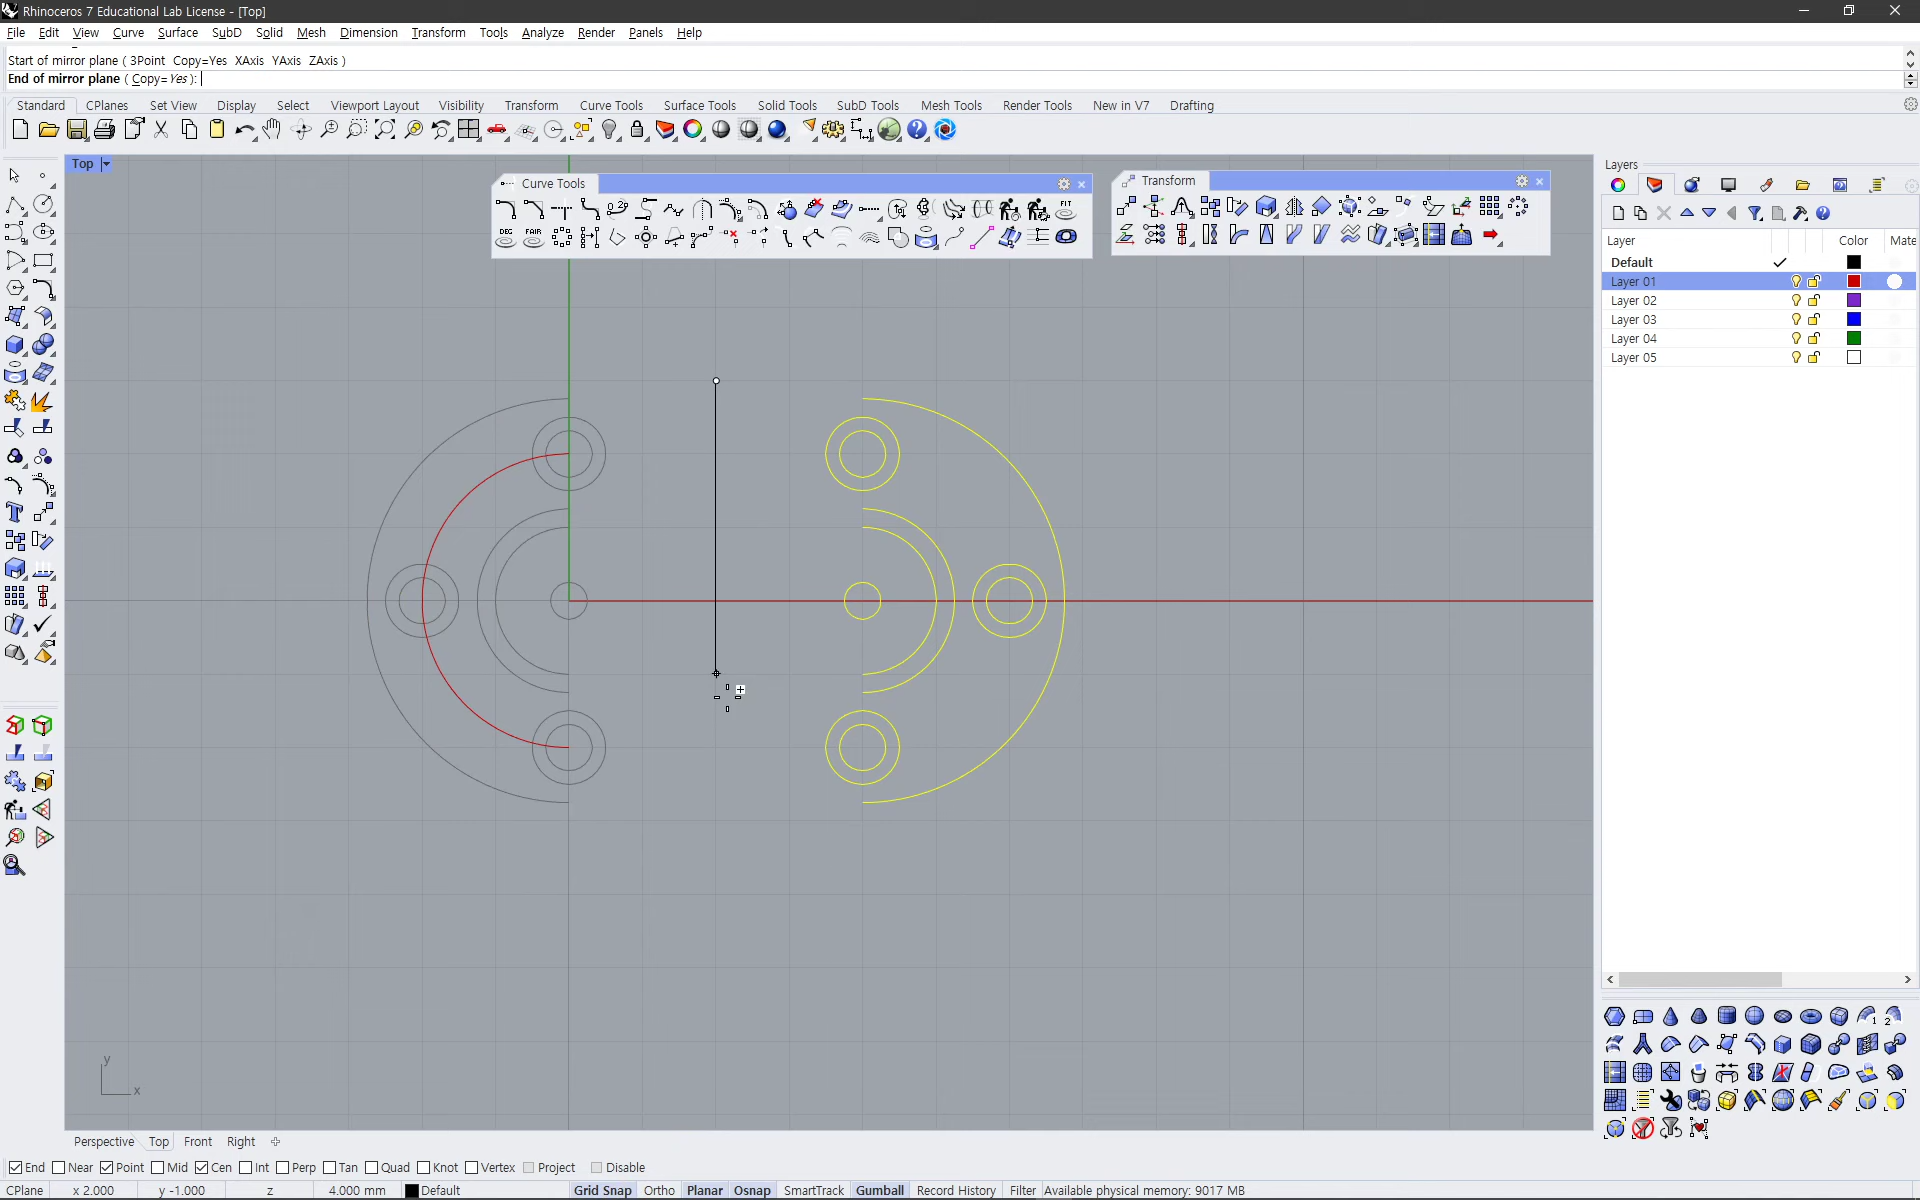 Rhinoceros 7 Educational Lab License - [Top]
File Edit View Curve Surface SubD Solid Mesh Dimension Transform Tools Analyze Render Panels Help
Start of mirror plane ( 3Point Copy=Yes XAxis YAxis ZAxis )
End of mirror plane ( Copy=Yes ):
Standard CPlanes Set View Display Select Viewport Layout Visibility Transform Curve Tools Surface Tools Solid Tools SubD Tools Mesh Tools Render Tools New in V7 Drafting
Top
Curve Tools
FIT
DEG FAIR
Transform
Layers
Layer Color Mate
Default
Layer 01
Layer 02
Layer 03
Layer 04
Layer 05
y
x
Perspective Top Front Right
End Near Point Mid Cen Int Perp Tan Quad Knot Vertex Project Disable
CPlane x 2.000 y -1.000 z 4.000 mm Default Grid Snap Ortho Planar Osnap SmartTrack Gumball Record History Filter Available physical memory: 9017 MB